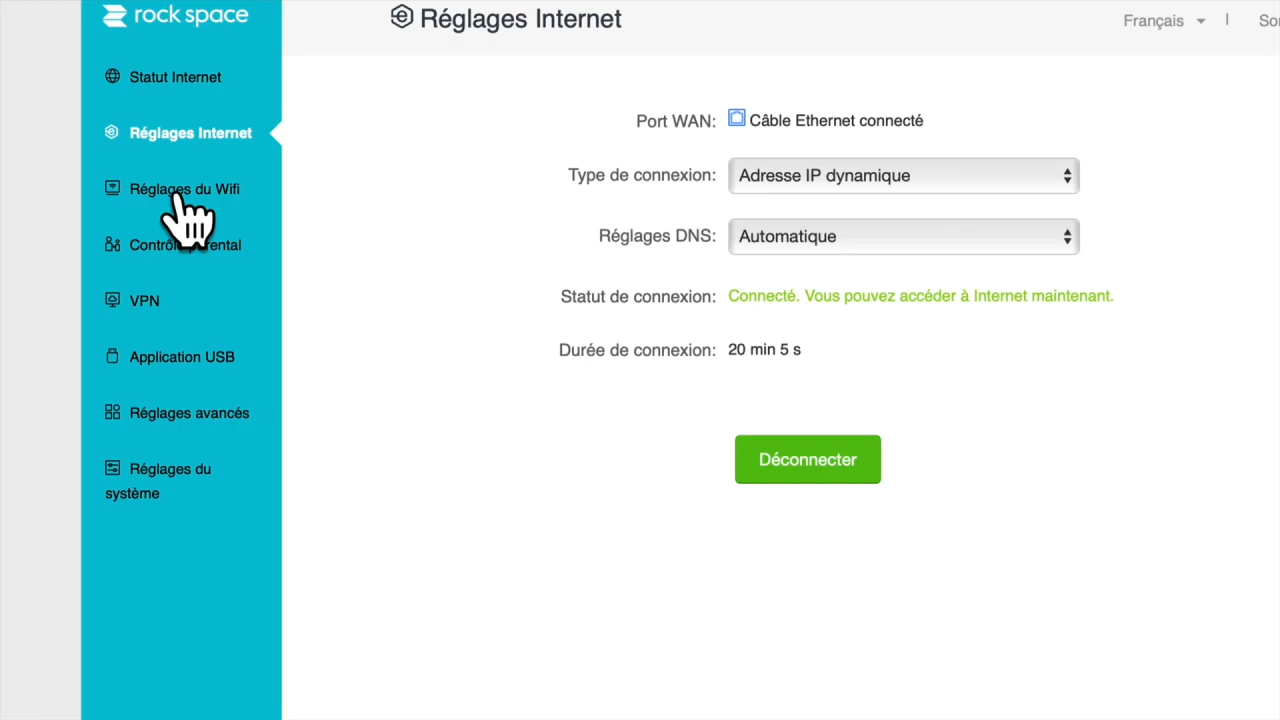 rock space
Réglages Internet
Français
Statut Internet
Réglages Internet
Réglages du Wifi
Contrôle parental
VPN
Application USB
Réglages avancés
Réglages du
système
Port WAN: Câble Ethernet connecté
Type de connexion: Adresse IP dynamique
Réglages DNS: Automatique
Statut de connexion: Connecté. Vous pouvez accéder à Internet maintenant.
Durée de connexion: 20 min 5 s
Déconnecter